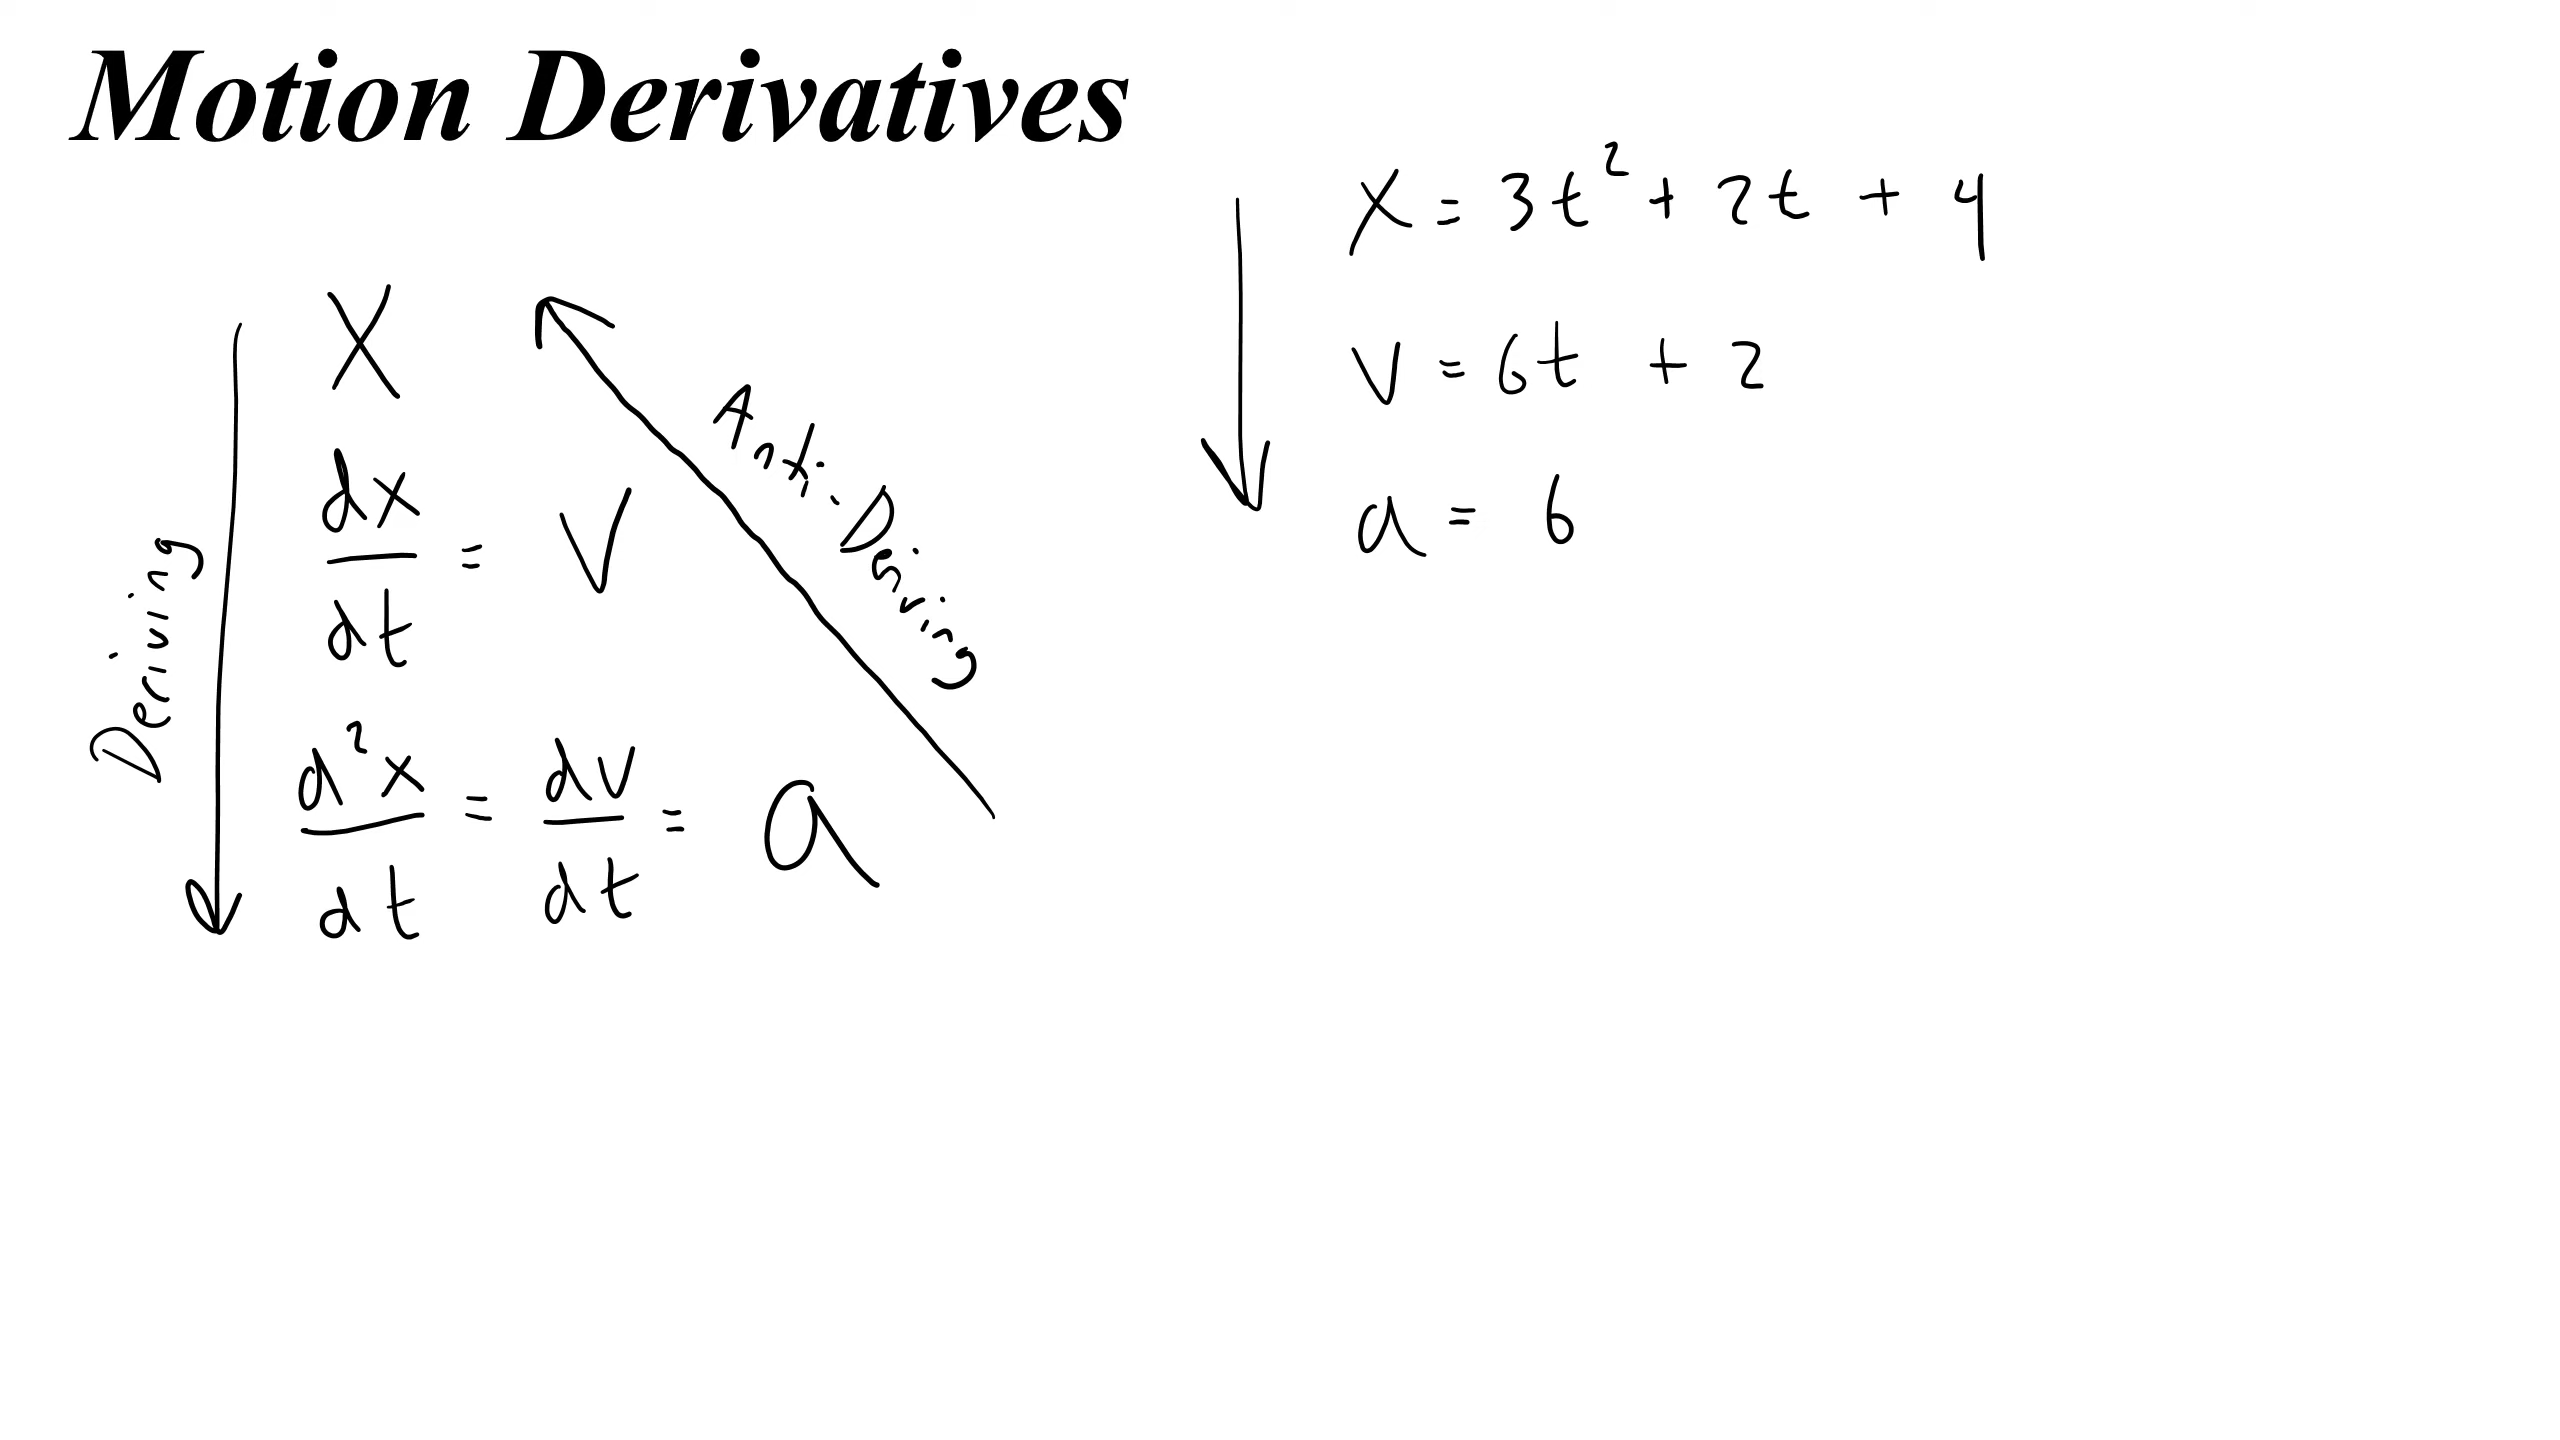 Motion Derivatives
x = 3t² + 2t + 4
v = 6t + 2
a = 6
x
dx/dt = v
d²x/dt = dv/dt = a
Deriving
Anti-Deriving